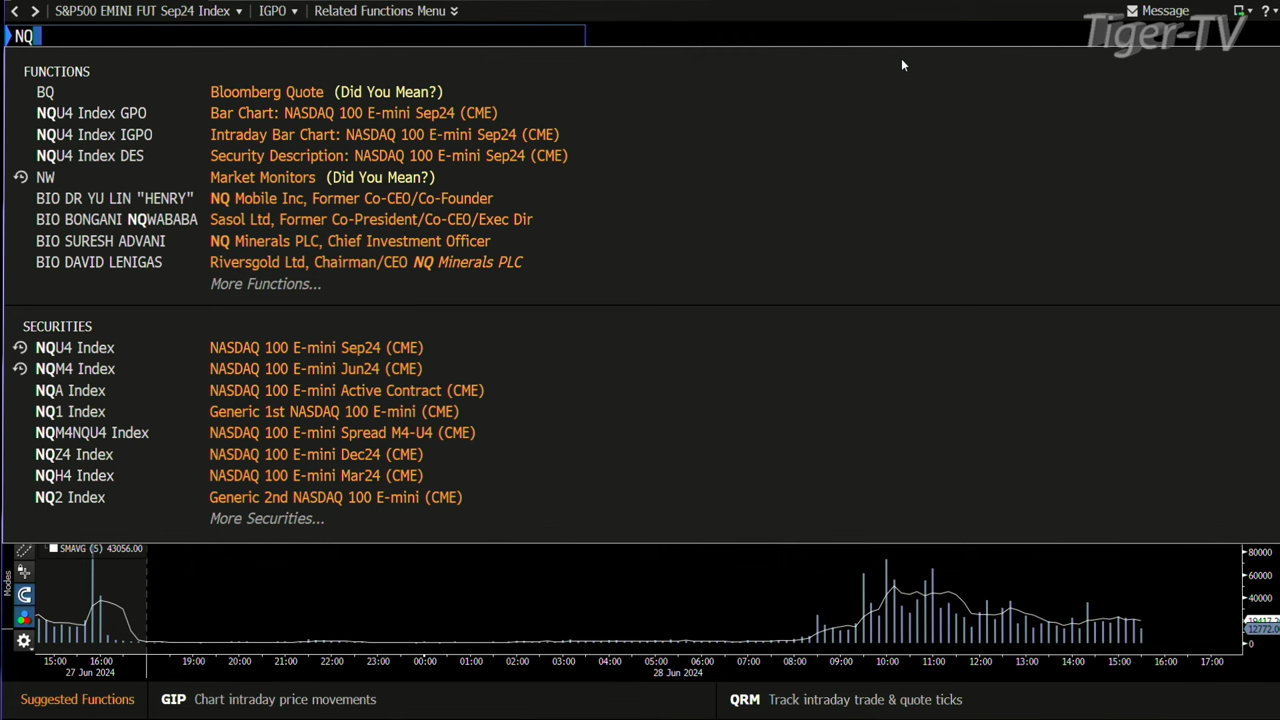 S&P500 EMINI FUT Sep24 Index IGPO Related Functions Menu Message ?
Tiger-TV
NQ
FUNCTIONS
BQ Bloomberg Quote (Did You Mean?)
NQU4 Index GPO Bar Chart: NASDAQ 100 E-mini Sep24 (CME)
NQU4 Index IGPO Intraday Bar Chart: NASDAQ 100 E-mini Sep24 (CME)
NQU4 Index DES Security Description: NASDAQ 100 E-mini Sep24 (CME)
NW Market Monitors (Did You Mean?)
BIO DR YU LIN "HENRY" NQ Mobile Inc, Former Co-CEO/Co-Founder
BIO BONGANI NQWABABA Sasol Ltd, Former Co-President/Co-CEO/Exec Dir
BIO SURESH ADVANI NQ Minerals PLC, Chief Investment Officer
BIO DAVID LENIGAS Riversgold Ltd, Chairman/CEO NQ Minerals PLC
More Functions...
SECURITIES
NQU4 Index NASDAQ 100 E-mini Sep24 (CME)
NQM4 Index NASDAQ 100 E-mini Jun24 (CME)
NQA Index NASDAQ 100 E-mini Active Contract (CME)
NQ1 Index Generic 1st NASDAQ 100 E-mini (CME)
NQM4NQU4 Index NASDAQ 100 E-mini Spread M4-U4 (CME)
NQZ4 Index NASDAQ 100 E-mini Dec24 (CME)
NQH4 Index NASDAQ 100 E-mini Mar24 (CME)
NQ2 Index Generic 2nd NASDAQ 100 E-mini (CME)
More Securities...
SMAVG (5) 43056.00
Modes
80000
60000
40000
12772.00
0
15:00 16:00 19:00 20:00 21:00 22:00 23:00 00:00 01:00 02:00 03:00 04:00 05:00 06:00 07:00 08:00 09:00 10:00 11:00 12:00 13:00 14:00 15:00 16:00 17:00
27 Jun 2024 28 Jun 2024
Suggested Functions GIP Chart intraday price movements QRM Track intraday trade & quote ticks